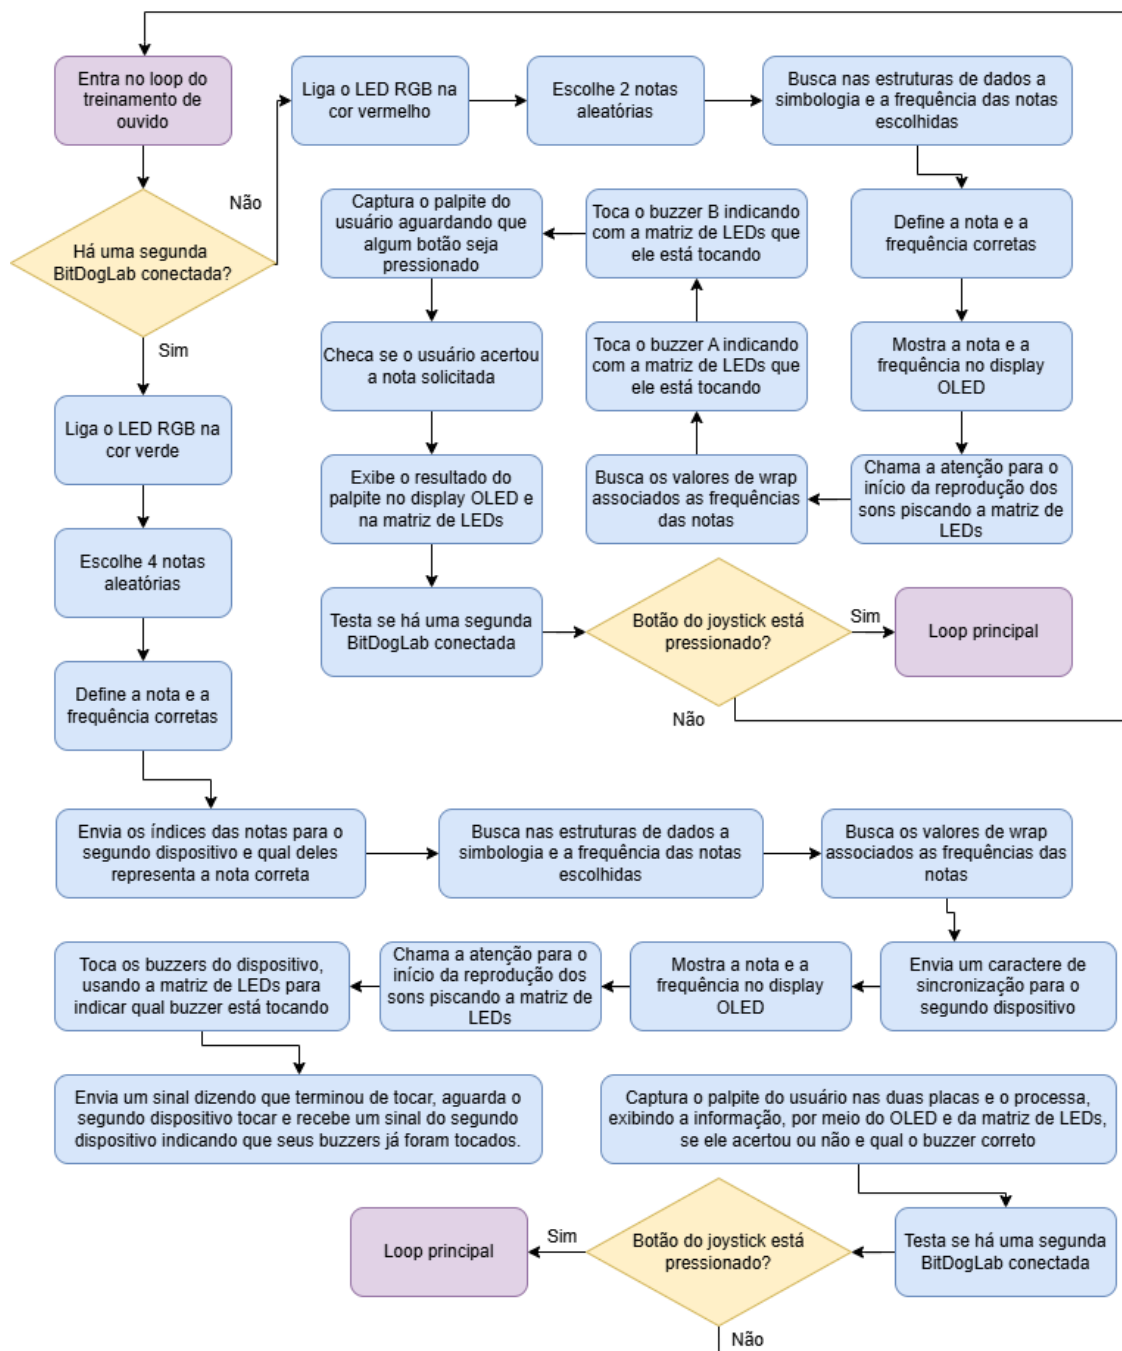 Entra no loop do
treinamento de
ouvido
Liga o LED RGB na
cor vermelho
Escolhe 2 notas
aleatórias
Busca nas estruturas de dados a
simbologia e a frequência das notas
escolhidas
Não
Há uma segunda
BitDogLab conectada?
Captura o palpite do
usuário aguardando que
algum botão seja
pressionado
Toca o buzzer B indicando
com a matriz de LEDs que
ele está tocando
Define a nota e a
frequência corretas
Sim
Checa se o usuário acertou
a nota solicitada
Toca o buzzer A indicando
com a matriz de LEDs que
ele está tocando
Mostra a nota e a
frequência no display
OLED
Liga o LED RGB na
cor verde
Exibe o resultado do
palpite no display OLED e
na matriz de LEDs
Busca os valores de wrap
associados as frequências
das notas
Chama a atenção para o
início da reprodução dos
sons piscando a matriz de
LEDs
Escolhe 4 notas
aleatórias
Testa se há uma segunda
BitDogLab conectada
Botão do joystick está
pressionado?
Sim
Loop principal
Não
Define a nota e a
frequência corretas
Envia os índices das notas para o
segundo dispositivo e qual deles
representa a nota correta
Busca nas estruturas de dados a
simbologia e a frequência das notas
escolhidas
Busca os valores de wrap
associados as frequências das
notas
Toca os buzzers do dispositivo,
usando a matriz de LEDs para
indicar qual buzzer está tocando
Chama a atenção para o
início da reprodução dos
sons piscando a matriz de
LEDs
Mostra a nota e a
frequência no display
OLED
Envia um caractere de
sincronização para o
segundo dispositivo
Envia um sinal dizendo que terminou de tocar, aguarda o
segundo dispositivo tocar e recebe um sinal do segundo
dispositivo indicando que seus buzzers já foram tocados.
Captura o palpite do usuário nas duas placas e o processa,
exibindo a informação, por meio do OLED e da matriz de LEDs,
se ele acertou ou não e qual o buzzer correto
Loop principal
Sim
Botão do joystick está
pressionado?
Testa se há uma segunda
BitDogLab conectada
Não